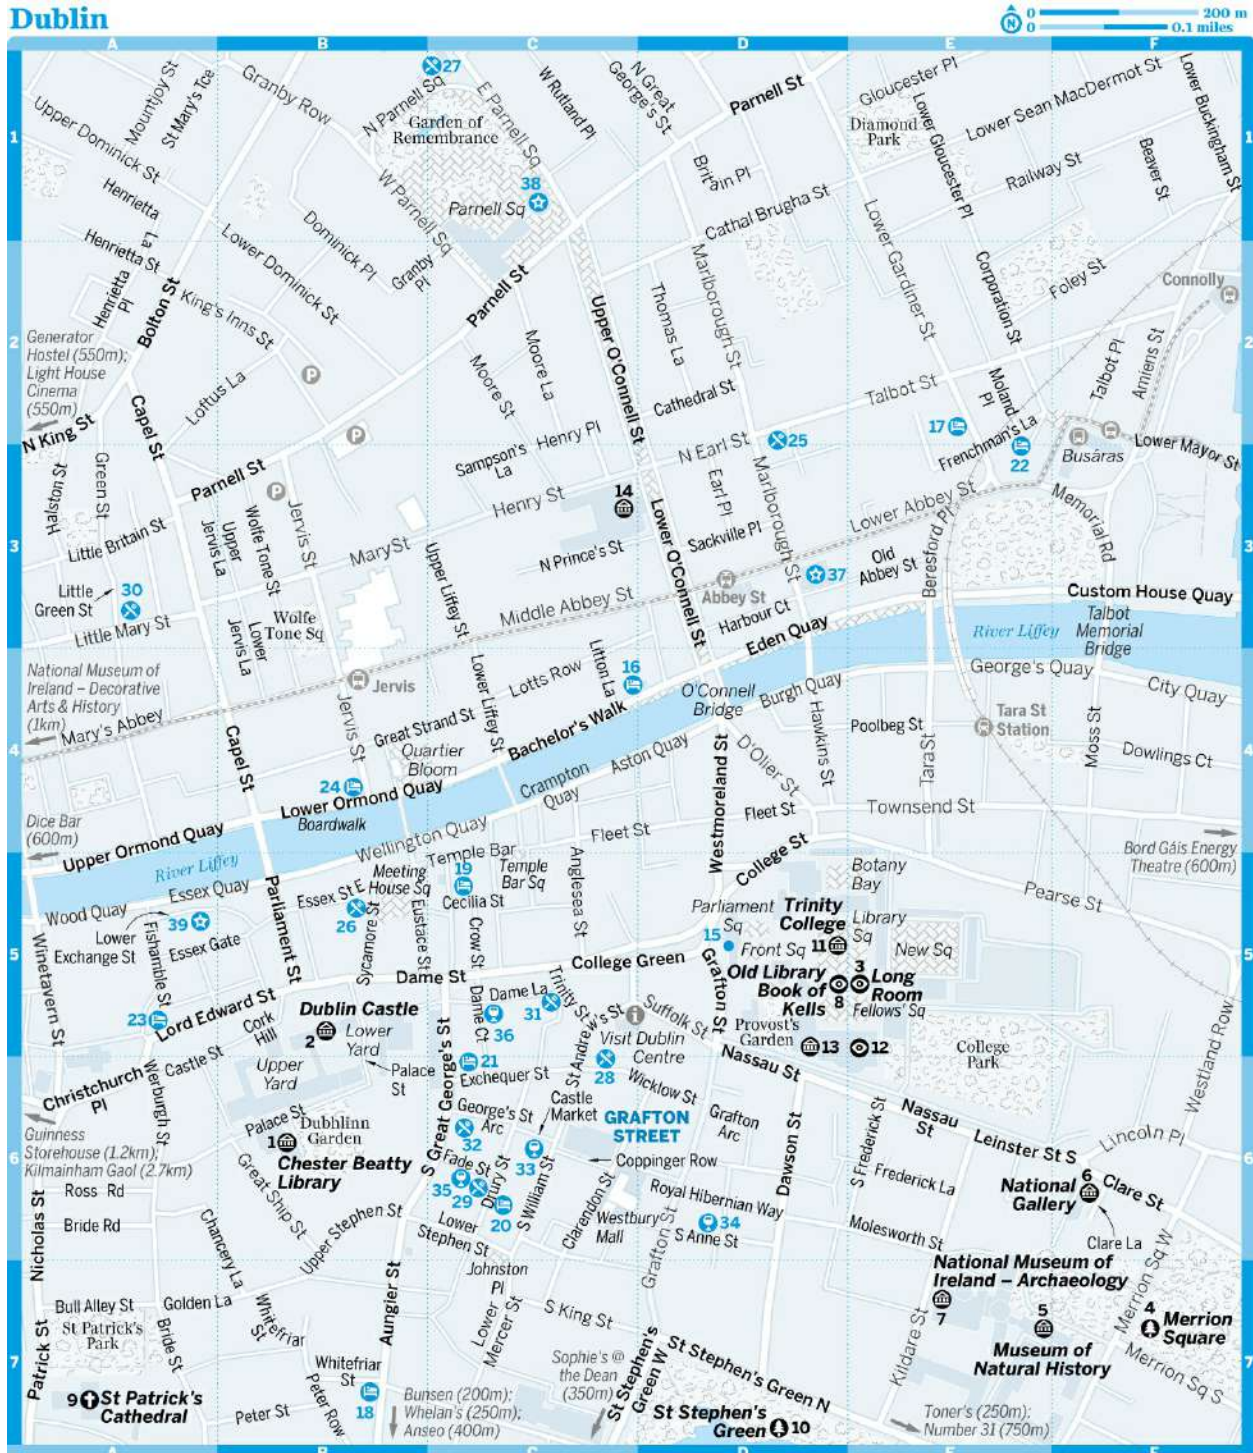 Dublin
N
0 200 m
0 0.1 miles
A
B
C
D
E
F
27
N Parnell Sq
E Parnell Sq
Garden of
Remembrance
Granby Row
Mountjoy St
St Mary's Tce
Upper Dominick St
W Rutland Pl
N Great
George's St
Parnell St
Gloucester Pl
Diamond
Park
Lower Gloucester Pl
Lower Sean MacDermot St
Lower Buckingham St
Railway St
Beaver St
1
1
Britain Pl
Cathal Brugha St
38
Parnell Sq
W Parnell Sq
Granby
Pl
Dominick Pl
Lower Dominick St
Henrietta
La
Henrietta St
Henrietta
Pl
Bolton St
King's Inns St
Parnell St
Upper O'Connell St
Thomas La
Marlborough St
Lower Gardiner St
Corporation St
Foley St
Connolly
2
2
Generator
Hostel (550m);
Light House
Cinema
(550m)
N King St
Capel St
Loftus La
P
P
Moore St
Moore La
Cathedral St
Talbot St
Moland
Pl
Talbot Pl
Amiens St
17
Frenchman's La
22
Busáras
Lower Mayor St
Halston St
Green St
Parnell St
P
Sampson's
La
Henry Pl
N Earl St
25
Earl Pl
Marlborough St
Henry St
14
Lower O'Connell St
Sackville Pl
Lower Abbey St
Memorial Rd
Little Britain St
Upper
Jervis La
Wolfe Tone St
Jervis St
Mary St
3
3
Upper Liffey St
N Prince's St
Abbey St
37
Old
Abbey St
Beresford Pl
Custom House Quay
Little
Green St
30
Little Mary St
Wolfe
Tone Sq
Lower
Jervis La
Middle Abbey St
Harbour Ct
Eden Quay
River Liffey
Talbot
Memorial
Bridge
George's Quay
City Quay
National Museum of
Ireland – Decorative
Arts & History
(1km)
Mary's Abbey
Jervis
Jervis St
Lower Liffey St
Lotts Row
Litton La
16
O'Connell
Bridge
Burgh Quay
Hawkins St
Poolbeg St
Tara St
Tara St
Station
Moss St
Dowlings Ct
4
4
Capel St
Great Strand St
Quartier
Bloom
Bachelor's Walk
Crampton
Quay
Aston Quay
Westmoreland St
D'Olier St
24
Lower Ormond Quay
Boardwalk
Wellington Quay
Fleet St
Fleet St
Townsend St
Dice Bar
(600m)
Upper Ormond Quay
River Liffey
Bord Gáis Energy
Theatre (600m)
Essex Quay
Wood Quay
Temple Bar
Meeting
House Sq
19
Temple
Bar Sq
Cecilia St
Anglesea St
College St
Botany
Bay
Pearse St
Essex St E
26
Sycamore St
Eustace St
Crow St
Parliament
Sq
Trinity
College
Library
Sq
39
Lower
Exchange St
Fishamble St
Essex Gate
Parliament St
College Green
15
Front Sq
11
New Sq
5
5
Winetavern St
Dame St
Dame La
Trinity St
Grafton St
Old Library
Book of
Kells
8
3
Long
Room
Fellows' Sq
23
Lord Edward St
Cork
Hill
Dublin Castle
2
Lower
Yard
Dame Ct
36
31
St Andrew's St
Suffolk St
Visit Dublin
Centre
Provost's
Garden
13
12
College
Park
Westland Row
Christchurch
Pl
Castle St
Werburgh St
Upper
Yard
Palace
St
S Great George's St
21
Exchequer St
28
Wicklow St
Nassau St
Guinness
Storehouse (1.2km);
Kilmainham Gaol (2.7km)
Palace St
Dubhlinn
Garden
1
Chester Beatty
Library
George's St
Arc
32
Castle
Market
33
GRAFTON
STREET
Grafton
Arc
Dawson St
S Frederick St
Nassau
St
Leinster St S
Lincoln Pl
6
6
Coppinger Row
Frederick La
National
Gallery
6
Clare St
Clare La
Ross Rd
Bride Rd
Nicholas St
Great Ship St
Chancery La
Upper Stephen St
Fade St
35
29
Drury St
20
S William St
Clarendon St
Westbury
Mall
Royal Hibernian Way
34
S Anne St
Molesworth St
Lower
Stephen St
Johnston
Pl
Grafton St
National Museum of
Ireland – Archaeology
7
Merrion Sq W
Bull Alley St
St Patrick's
Park
Golden La
Bride St
Whitefriar
St
Aungier St
Lower
Mercer St
S King St
Kildare St
5
Museum of
Natural History
4
Merrion
Square
Merrion Sq S
7
7
Patrick St
9
St Patrick's
Cathedral
Peter St
Whitefriar
St
Peter Row
18
Bunsen (200m);
Whelan's (250m);
Anseo (400m)
Sophie's @
the Dean
(350m)
St Stephen's
Green W
St Stephen's Green N
St Stephen's
Green
10
Toner's (250m);
Number 31 (750m)
A
B
C
D
E
F